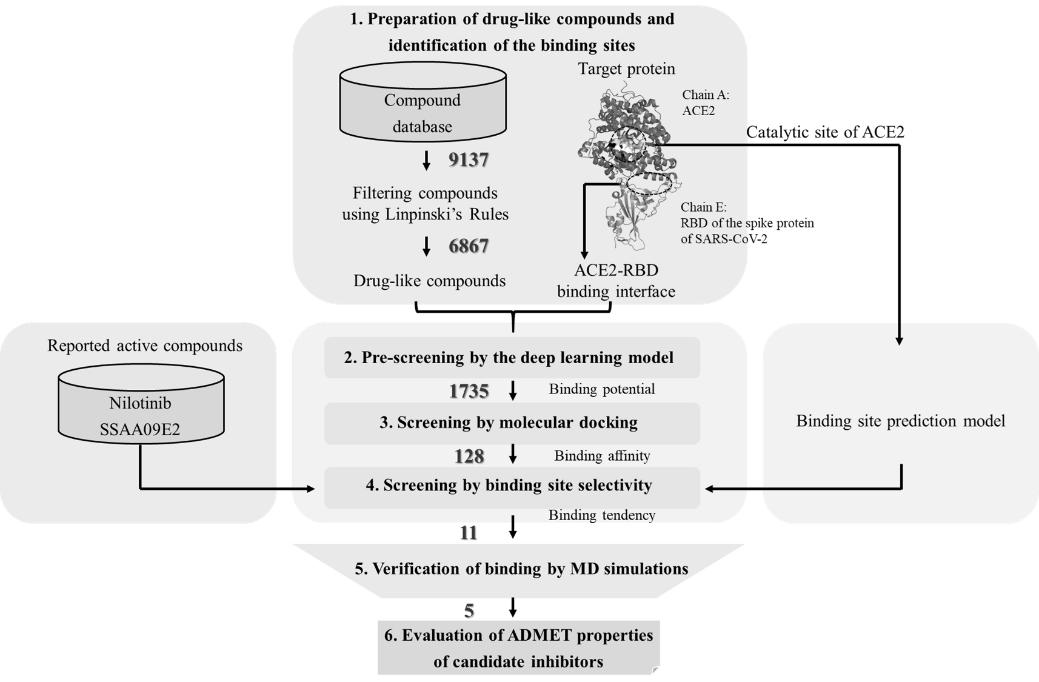 1. Preparation of drug-like compounds and
identification of the binding sites
Compound
database
9137
Filtering compounds
using Linpinski's Rules
6867
Drug-like compounds
Target protein
Chain A:
ACE2
Chain E:
RBD of the spike protein
of SARS-CoV-2
ACE2-RBD
binding interface
Catalytic site of ACE2
Reported active compounds
Nilotinib
SSAA09E2
2. Pre-screening by the deep learning model
1735
Binding potential
3. Screening by molecular docking
128
Binding affinity
4. Screening by binding site selectivity
Binding site prediction model
11
Binding tendency
5. Verification of binding by MD simulations
5
6. Evaluation of ADMET properties
of candidate inhibitors